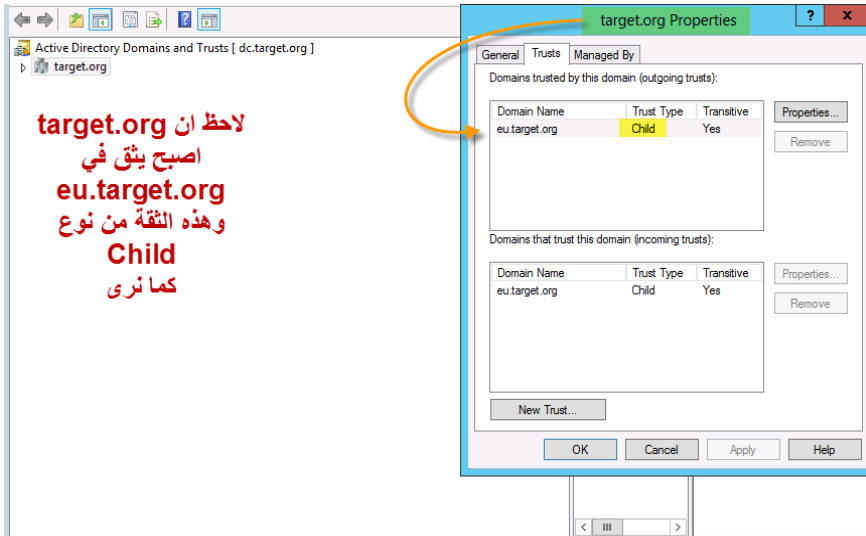 Active Directory Domains and Trusts [ dc.target.org ]
target.org
لاحظ ان target.org
اصبح يثق في
eu.target.org
وهذه الثقة من نوع
Child
كما نرى
target.org Properties
? x
General Trusts Managed By
Domains trusted by this domain (outgoing trusts):
Domain Name Trust Type Transitive
eu.target.org Child Yes
Properties...
Remove
Domains that trust this domain (incoming trusts):
Domain Name Trust Type Transitive
eu.target.org Child Yes
Properties...
Remove
New Trust...
OK Cancel Apply Help